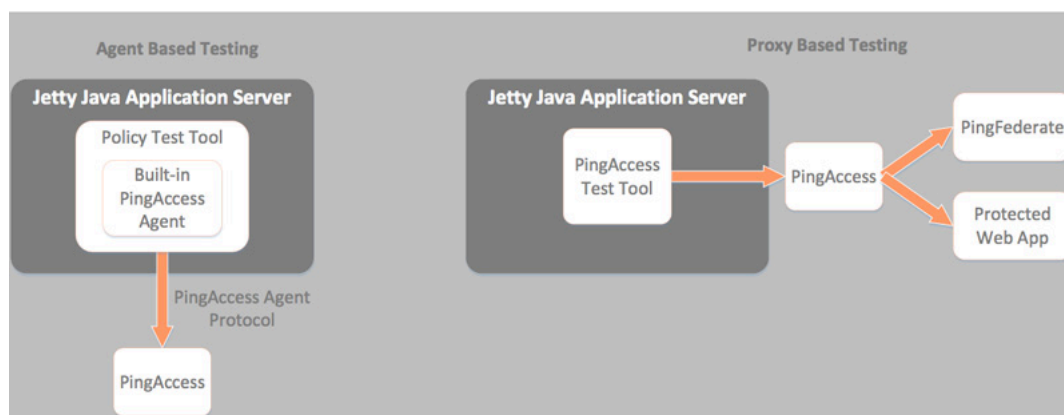 Agent Based Testing
Jetty Java Application Server
Policy Test Tool
Built-in
PingAccess
Agent
PingAccess Agent
Protocol
PingAccess
Proxy Based Testing
Jetty Java Application Server
PingAccess
Test Tool
PingAccess
PingFederate
Protected
Web App